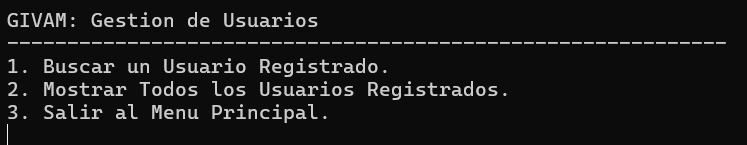 GIVAM: Gestion de Usuarios
------------------------------------------------------------
1. Buscar un Usuario Registrado.
2. Mostrar Todos los Usuarios Registrados.
3. Salir al Menu Principal.